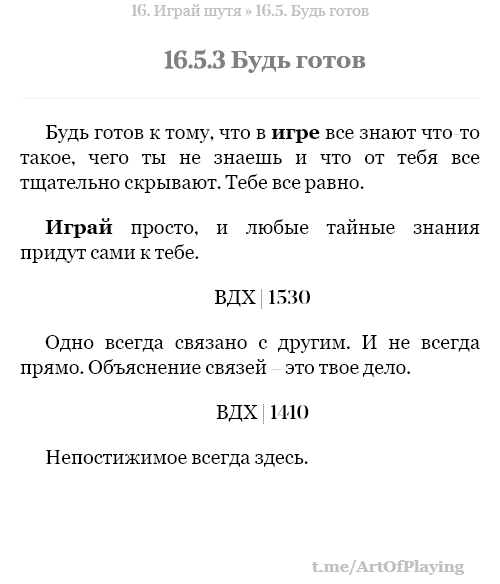 16. Играй шутя » 16.5. Будь готов
16.5.3 Будь готов
Будь готов к тому, что в игре все знают что-то
такое, чего ты не знаешь и что от тебя все
тщательно скрывают. Тебе все равно.
Играй просто, и любые тайные знания
придут сами к тебе.
ВДХ | 1530
Одно всегда связано с другим. И не всегда
прямо. Объяснение связей – это твое дело.
ВДХ | 1410
Непостижимое всегда здесь.
t.me/ArtOfPlaying